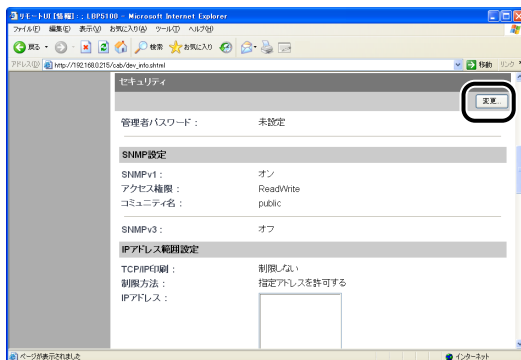 リモートUI [情報] : ; LBP5100 - Microsoft Internet Explorer
ファイル(F) 編集(E) 表示(V) お気に入り(A) ツール(T) ヘルプ(H)
戻る 検索 お気に入り
アドレス(D) http://192.168.0.215/cab/dev_info.shtml 移動 リンク
セキュリティ
変更...
管理者パスワード : 未設定
SNMP設定
SNMPv1 : オン
アクセス権限 : ReadWrite
コミュニティ名 : public
SNMPv3 : オフ
IPアドレス範囲設定
TCP/IP印刷 : 制限しない
制限方法 : 指定アドレスを許可する
IPアドレス :
ページが表示されました インターネット